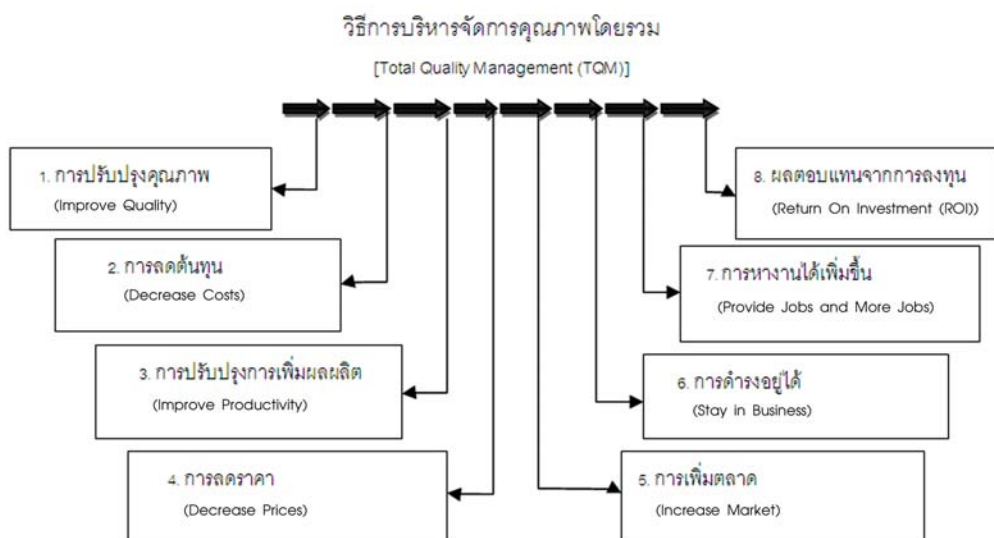 วิธีการบริหารจัดการคุณภาพโดยรวม
[Total Quality Management (TQM)]
1. การปรับปรุงคุณภาพ
(Improve Quality)
2. การลดต้นทุน
(Decrease Costs)
3. การปรับปรุงการเพิ่มผลผลิต
(Improve Productivity)
4. การลดราคา
(Decrease Prices)
5. การเพิ่มตลาด
(Increase Market)
6. การดำรงอยู่ได้
(Stay in Business)
7. การหางานได้เพิ่มขึ้น
(Provide Jobs and More Jobs)
8. ผลตอบแทนจากการลงทุน
(Return On Investment (ROI))